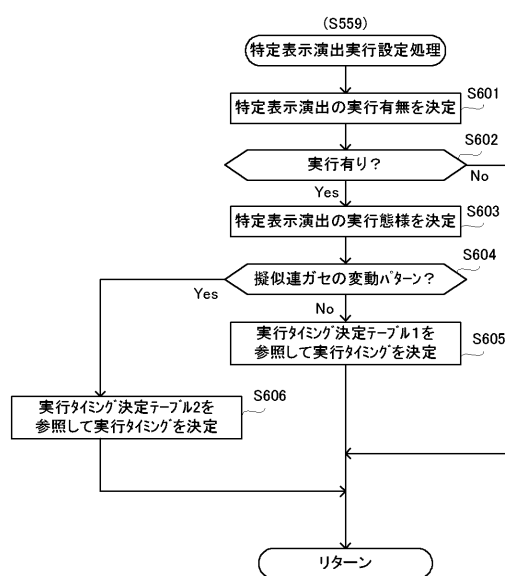 (S559)
特定表示演出実行設定処理
S601
特定表示演出の実行有無を決定
S602
実行有り？
No
Yes
S603
特定表示演出の実行態様を決定
S604
擬似連ガセの変動パターン？
Yes
No
S605
実行タイミング決定テーブル1を
参照して実行タイミングを決定
S606
実行タイミング決定テーブル2を
参照して実行タイミングを決定
リターン